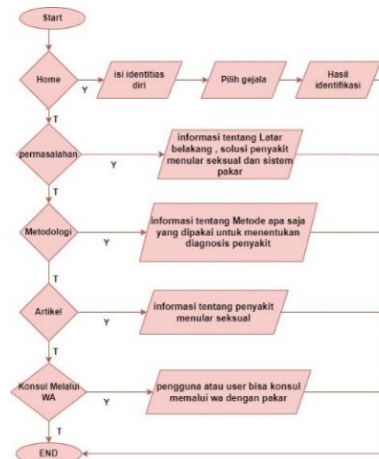 Start
Home
Y
isi identitias
diri
Pilih gejala
Hasil
identifikasi
T
permasalahan
Y
informasi tentang Latar
belakang , solusi penyakit
menular seksual dan sistem
pakar
T
Metodologi
Y
informasi tentang Metode apa saja
yang dipakai untuk menentukan
diagnosis penyakit
T
Artikel
Y
informasi tentang penyakit
menular seksual
T
Konsul Melalui
WA
Y
pengguna atau user bisa konsul
memalui wa dengan pakar
T
END